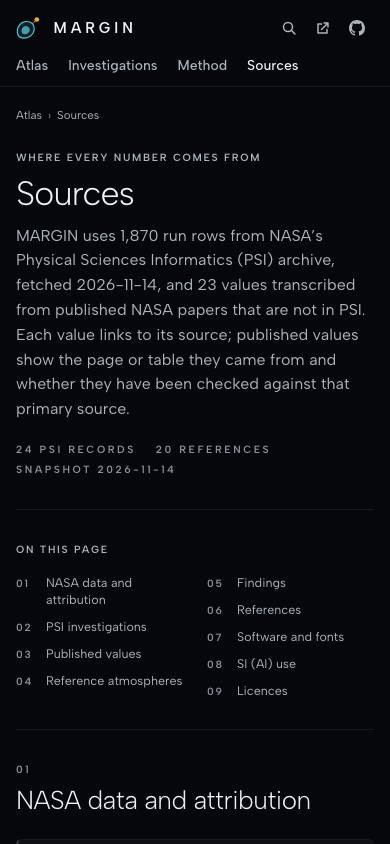 MARGIN
Atlas Investigations Method Sources
Atlas › Sources
WHERE EVERY NUMBER COMES FROM
Sources
MARGIN uses 1,870 run rows from NASA’s
Physical Sciences Informatics (PSI) archive,
fetched 2026-11-14, and 23 values transcribed
from published NASA papers that are not in PSI.
Each value links to its source; published values
show the page or table they came from and
whether they have been checked against that
primary source.
24 PSI RECORDS 20 REFERENCES
SNAPSHOT 2026-11-14
ON THIS PAGE
01 NASA data and
attribution
02 PSI investigations
03 Published values
04 Reference atmospheres
05 Findings
06 References
07 Software and fonts
08 SI (AI) use
09 Licences
01
NASA data and attribution